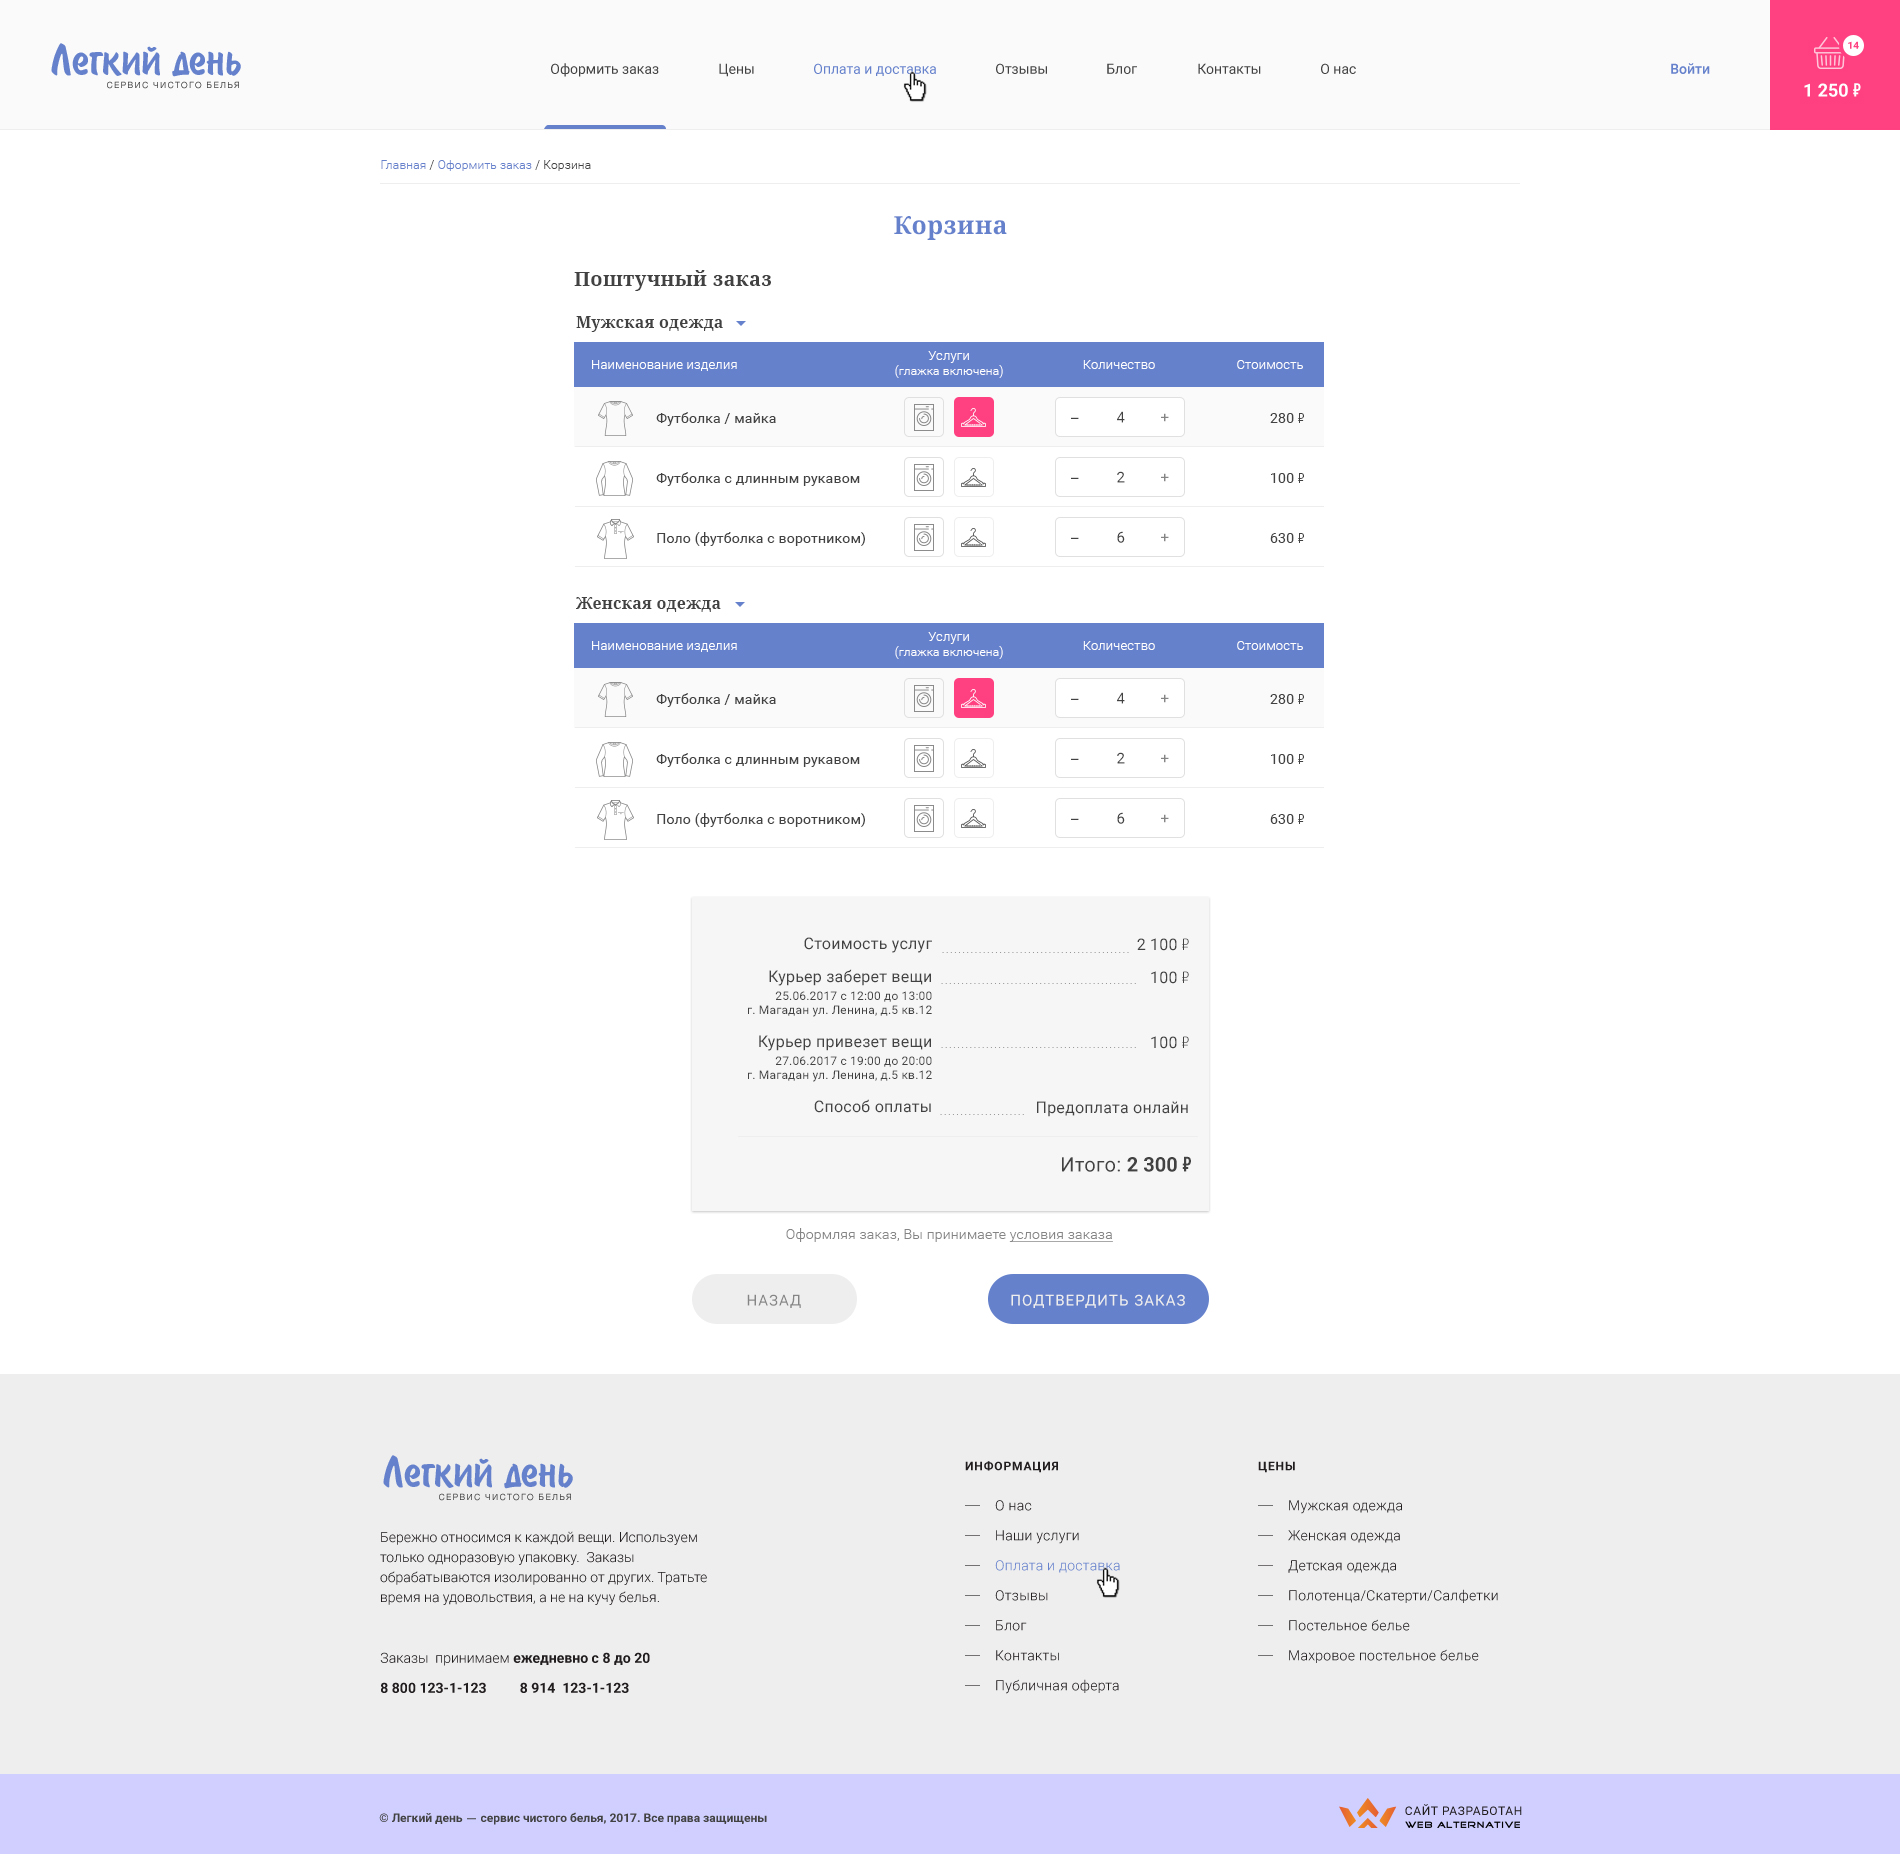 Легкий день
СЕРВИС ЧИСТОГО БЕЛЬЯ
Оформить заказ
Цены
Оплата и доставка
Отзывы
Блог
Контакты
О нас
Войти
14
1 250 ₽
Главная / Оформить заказ / Корзина
Корзина
Поштучный заказ
Мужская одежда
Наименование изделия
Услуги
(глажка включена)
Количество
Стоимость
Футболка / майка
– 4 +
280 ₽
Футболка с длинным рукавом
– 2 +
100 ₽
Поло (футболка с воротником)
– 6 +
630 ₽
Женская одежда
Наименование изделия
Услуги
(глажка включена)
Количество
Стоимость
Футболка / майка
– 4 +
280 ₽
Футболка с длинным рукавом
– 2 +
100 ₽
Поло (футболка с воротником)
– 6 +
630 ₽
Стоимость услуг 2 100 ₽
Курьер заберет вещи 100 ₽
25.06.2017 с 12:00 до 13:00
г. Магадан ул. Ленина, д.5 кв.12
Курьер привезет вещи 100 ₽
27.06.2017 с 19:00 до 20:00
г. Магадан ул. Ленина, д.5 кв.12
Способ оплаты Предоплата онлайн
Итого: 2 300 ₽
Оформляя заказ, Вы принимаете условия заказа
НАЗАД
ПОДТВЕРДИТЬ ЗАКАЗ
Легкий день
СЕРВИС ЧИСТОГО БЕЛЬЯ
Бережно относимся к каждой вещи. Используем
только одноразовую упаковку. Заказы
обрабатываются изолированно от других. Тратьте
время на удовольствия, а не на кучу белья.
Заказы принимаем ежедневно с 8 до 20
8 800 123-1-123 8 914 123-1-123
ИНФОРМАЦИЯ
— О нас
— Наши услуги
— Оплата и доставка
— Отзывы
— Блог
— Контакты
— Публичная оферта
ЦЕНЫ
— Мужская одежда
— Женская одежда
— Детская одежда
— Полотенца/Скатерти/Салфетки
— Постельное белье
— Махровое постельное белье
© Легкий день — сервис чистого белья, 2017. Все права защищены
САЙТ РАЗРАБОТАН
WEB ALTERNATIVE